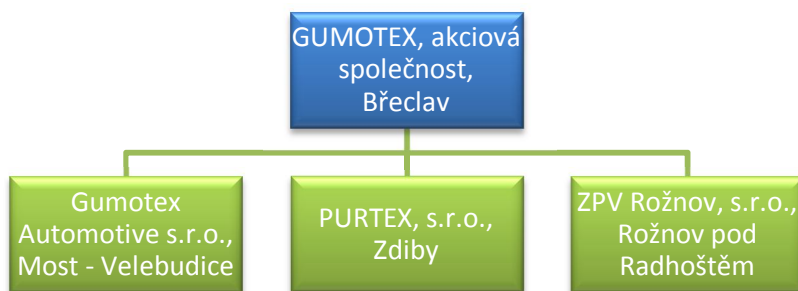 GUMOTEX, akciová
společnost,
Břeclav
Gumotex
Automotive s.r.o.,
Most - Velebudice
PURTEX, s.r.o.,
Zdiby
ZPV Rožnov, s.r.o.,
Rožnov pod
Radhoštěm